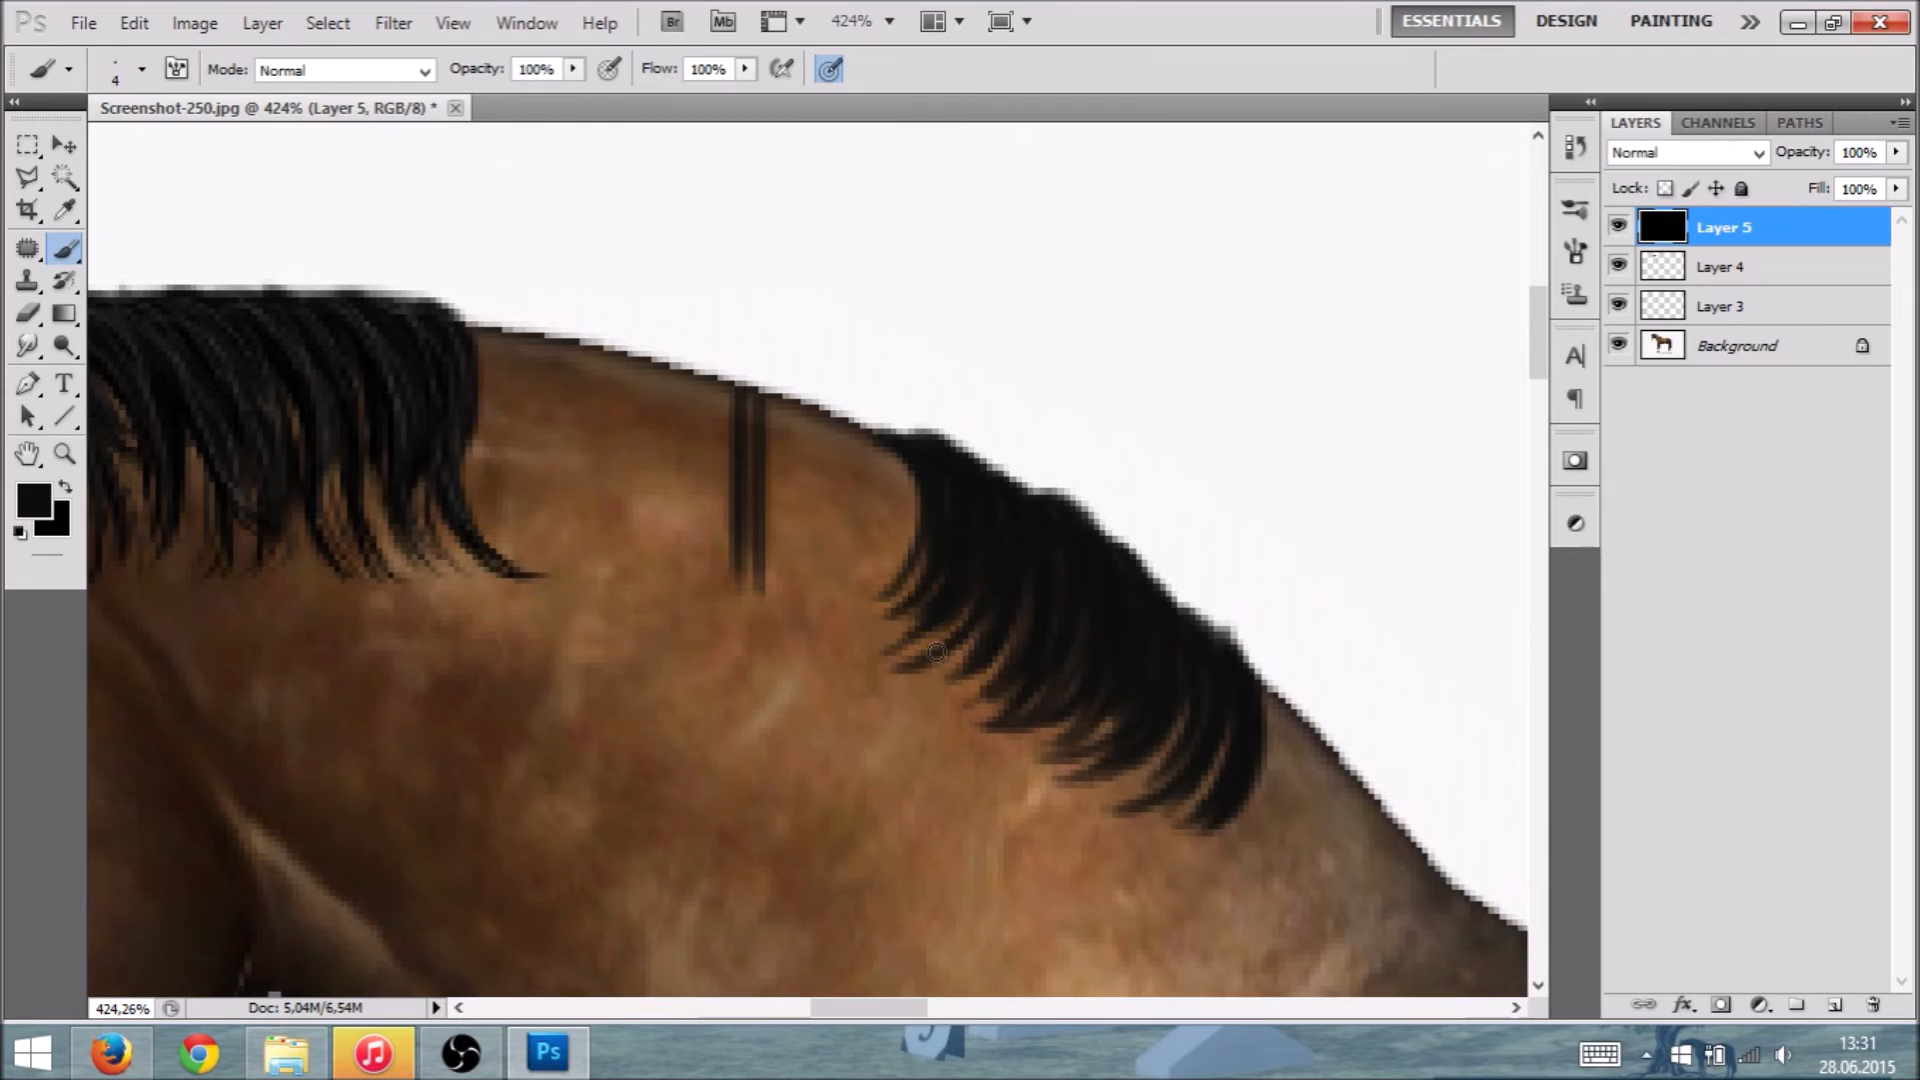 Ps File Edit Image Layer Select Filter View Window Help Br Mb 424% ESSENTIALS DESIGN PAINTING
4 Mode: Normal Opacity: 100% Flow: 100%
Screenshot-250.jpg @ 424% (Layer 5, RGB/8) *
LAYERS CHANNELS PATHS
Normal Opacity: 100%
Lock: Fill: 100%
Layer 5
Layer 4
Layer 3
Background
424,26% Doc: 5,04M/6,54M
fx
Ps
13:31
28.06.2015